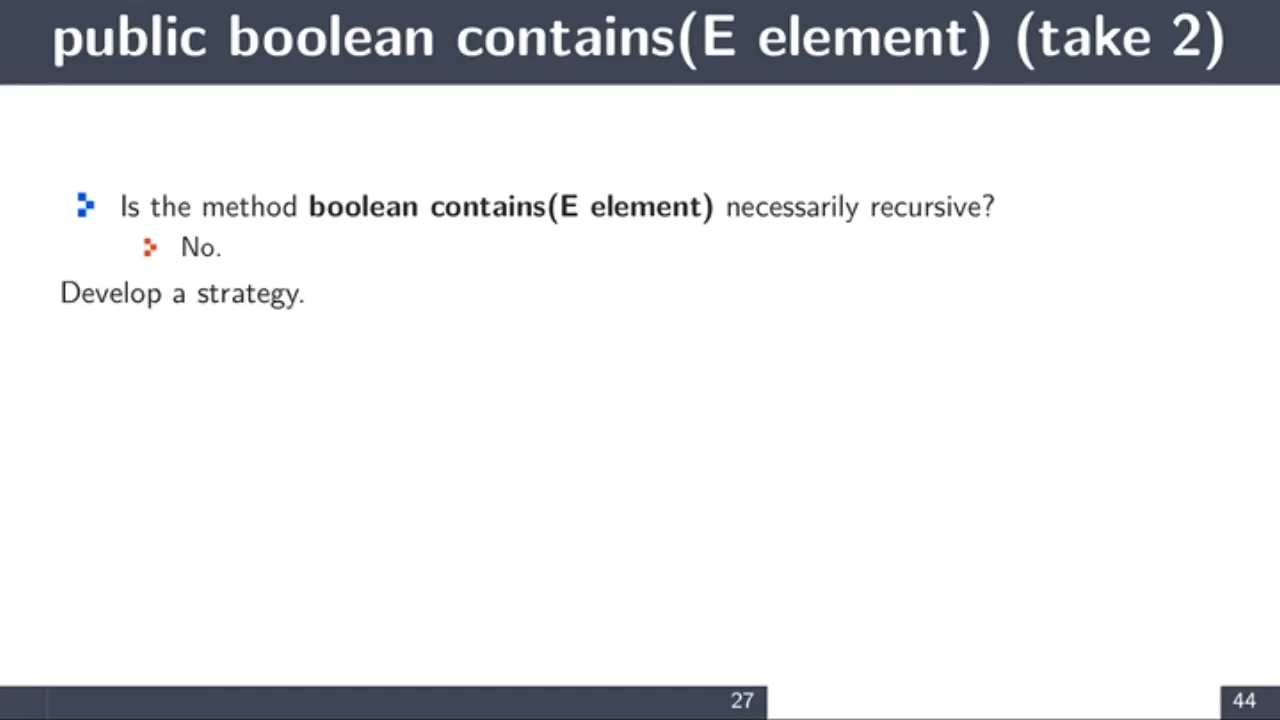 public boolean contains(E element) (take 2)
Is the method boolean contains(E element) necessarily recursive?
No.
Develop a strategy.
27
44